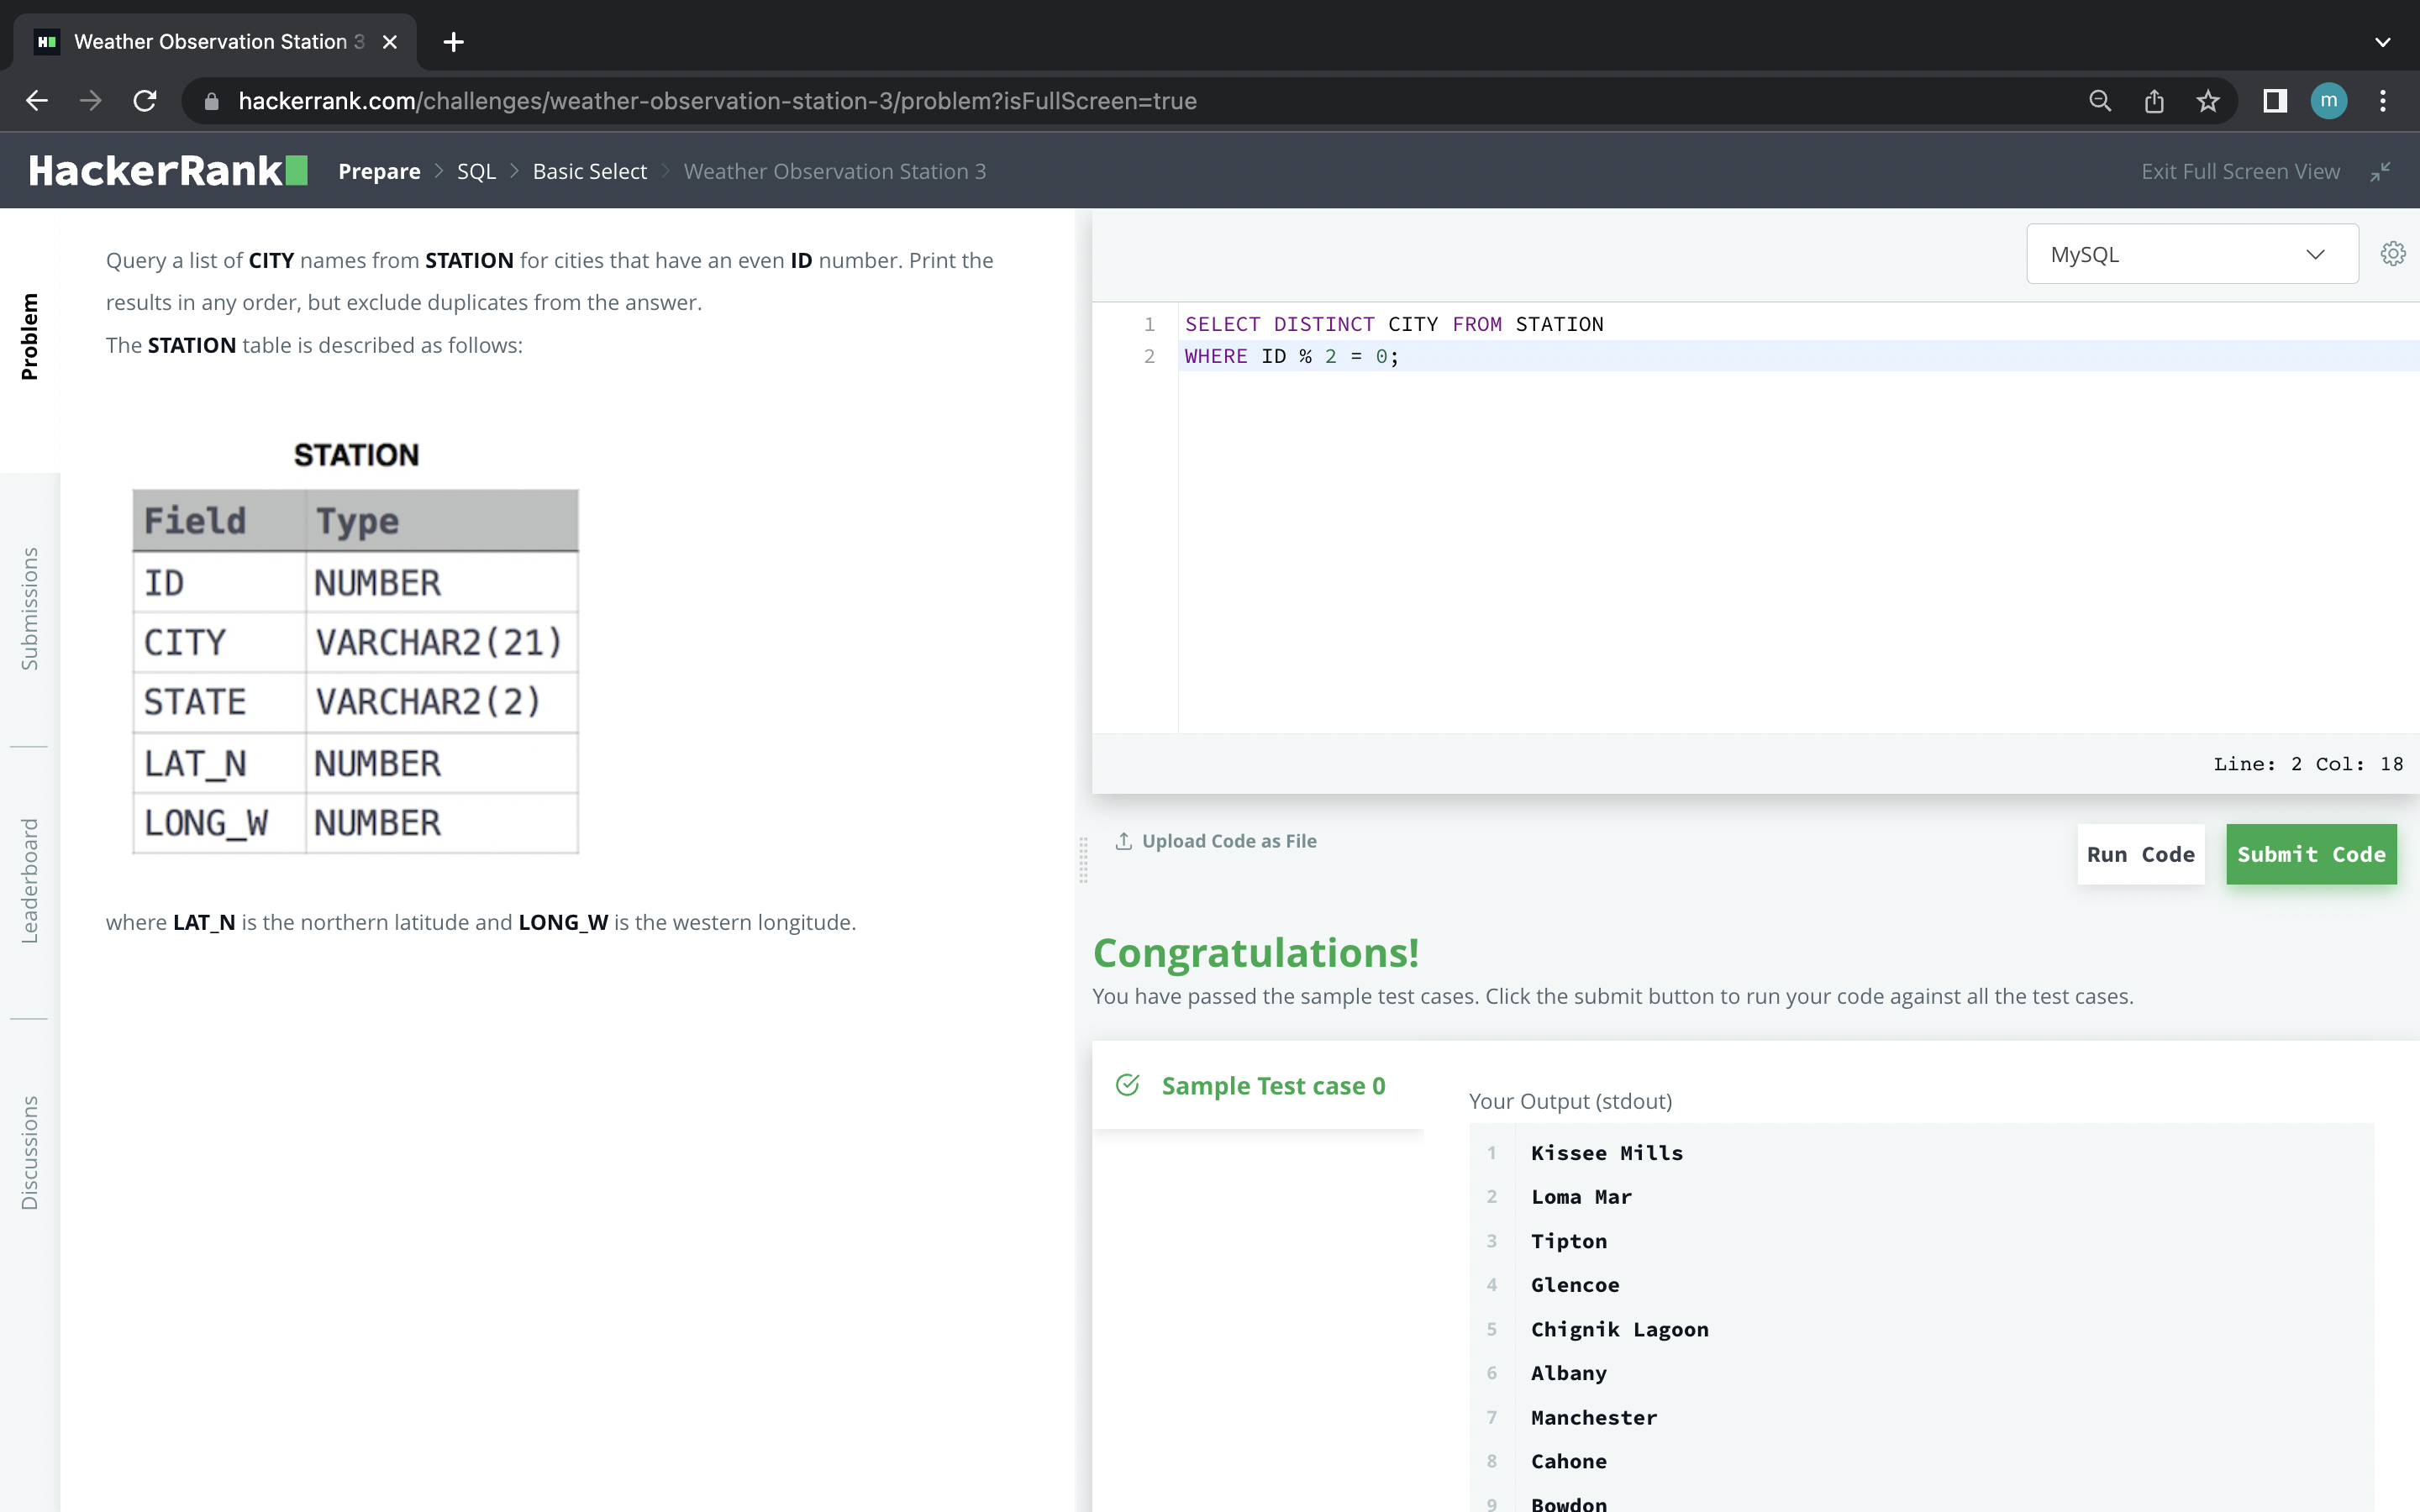 Weather Observation Station 3
hackerrank.com/challenges/weather-observation-station-3/problem?isFullScreen=true
m
HackerRank
Prepare > SQL > Basic Select > Weather Observation Station 3
Exit Full Screen View
Problem
Submissions
Leaderboard
Discussions
Query a list of CITY names from STATION for cities that have an even ID number. Print the
results in any order, but exclude duplicates from the answer.
The STATION table is described as follows:
STATION
Field Type
ID NUMBER
CITY VARCHAR2(21)
STATE VARCHAR2(2)
LAT_N NUMBER
LONG_W NUMBER
where LAT_N is the northern latitude and LONG_W is the western longitude.
MySQL
1 SELECT DISTINCT CITY FROM STATION
2 WHERE ID % 2 = 0;
Line: 2 Col: 18
Upload Code as File
Run Code
Submit Code
Congratulations!
You have passed the sample test cases. Click the submit button to run your code against all the test cases.
Sample Test case 0
Your Output (stdout)
1 Kissee Mills
2 Loma Mar
3 Tipton
4 Glencoe
5 Chignik Lagoon
6 Albany
7 Manchester
8 Cahone
9 Bowdon